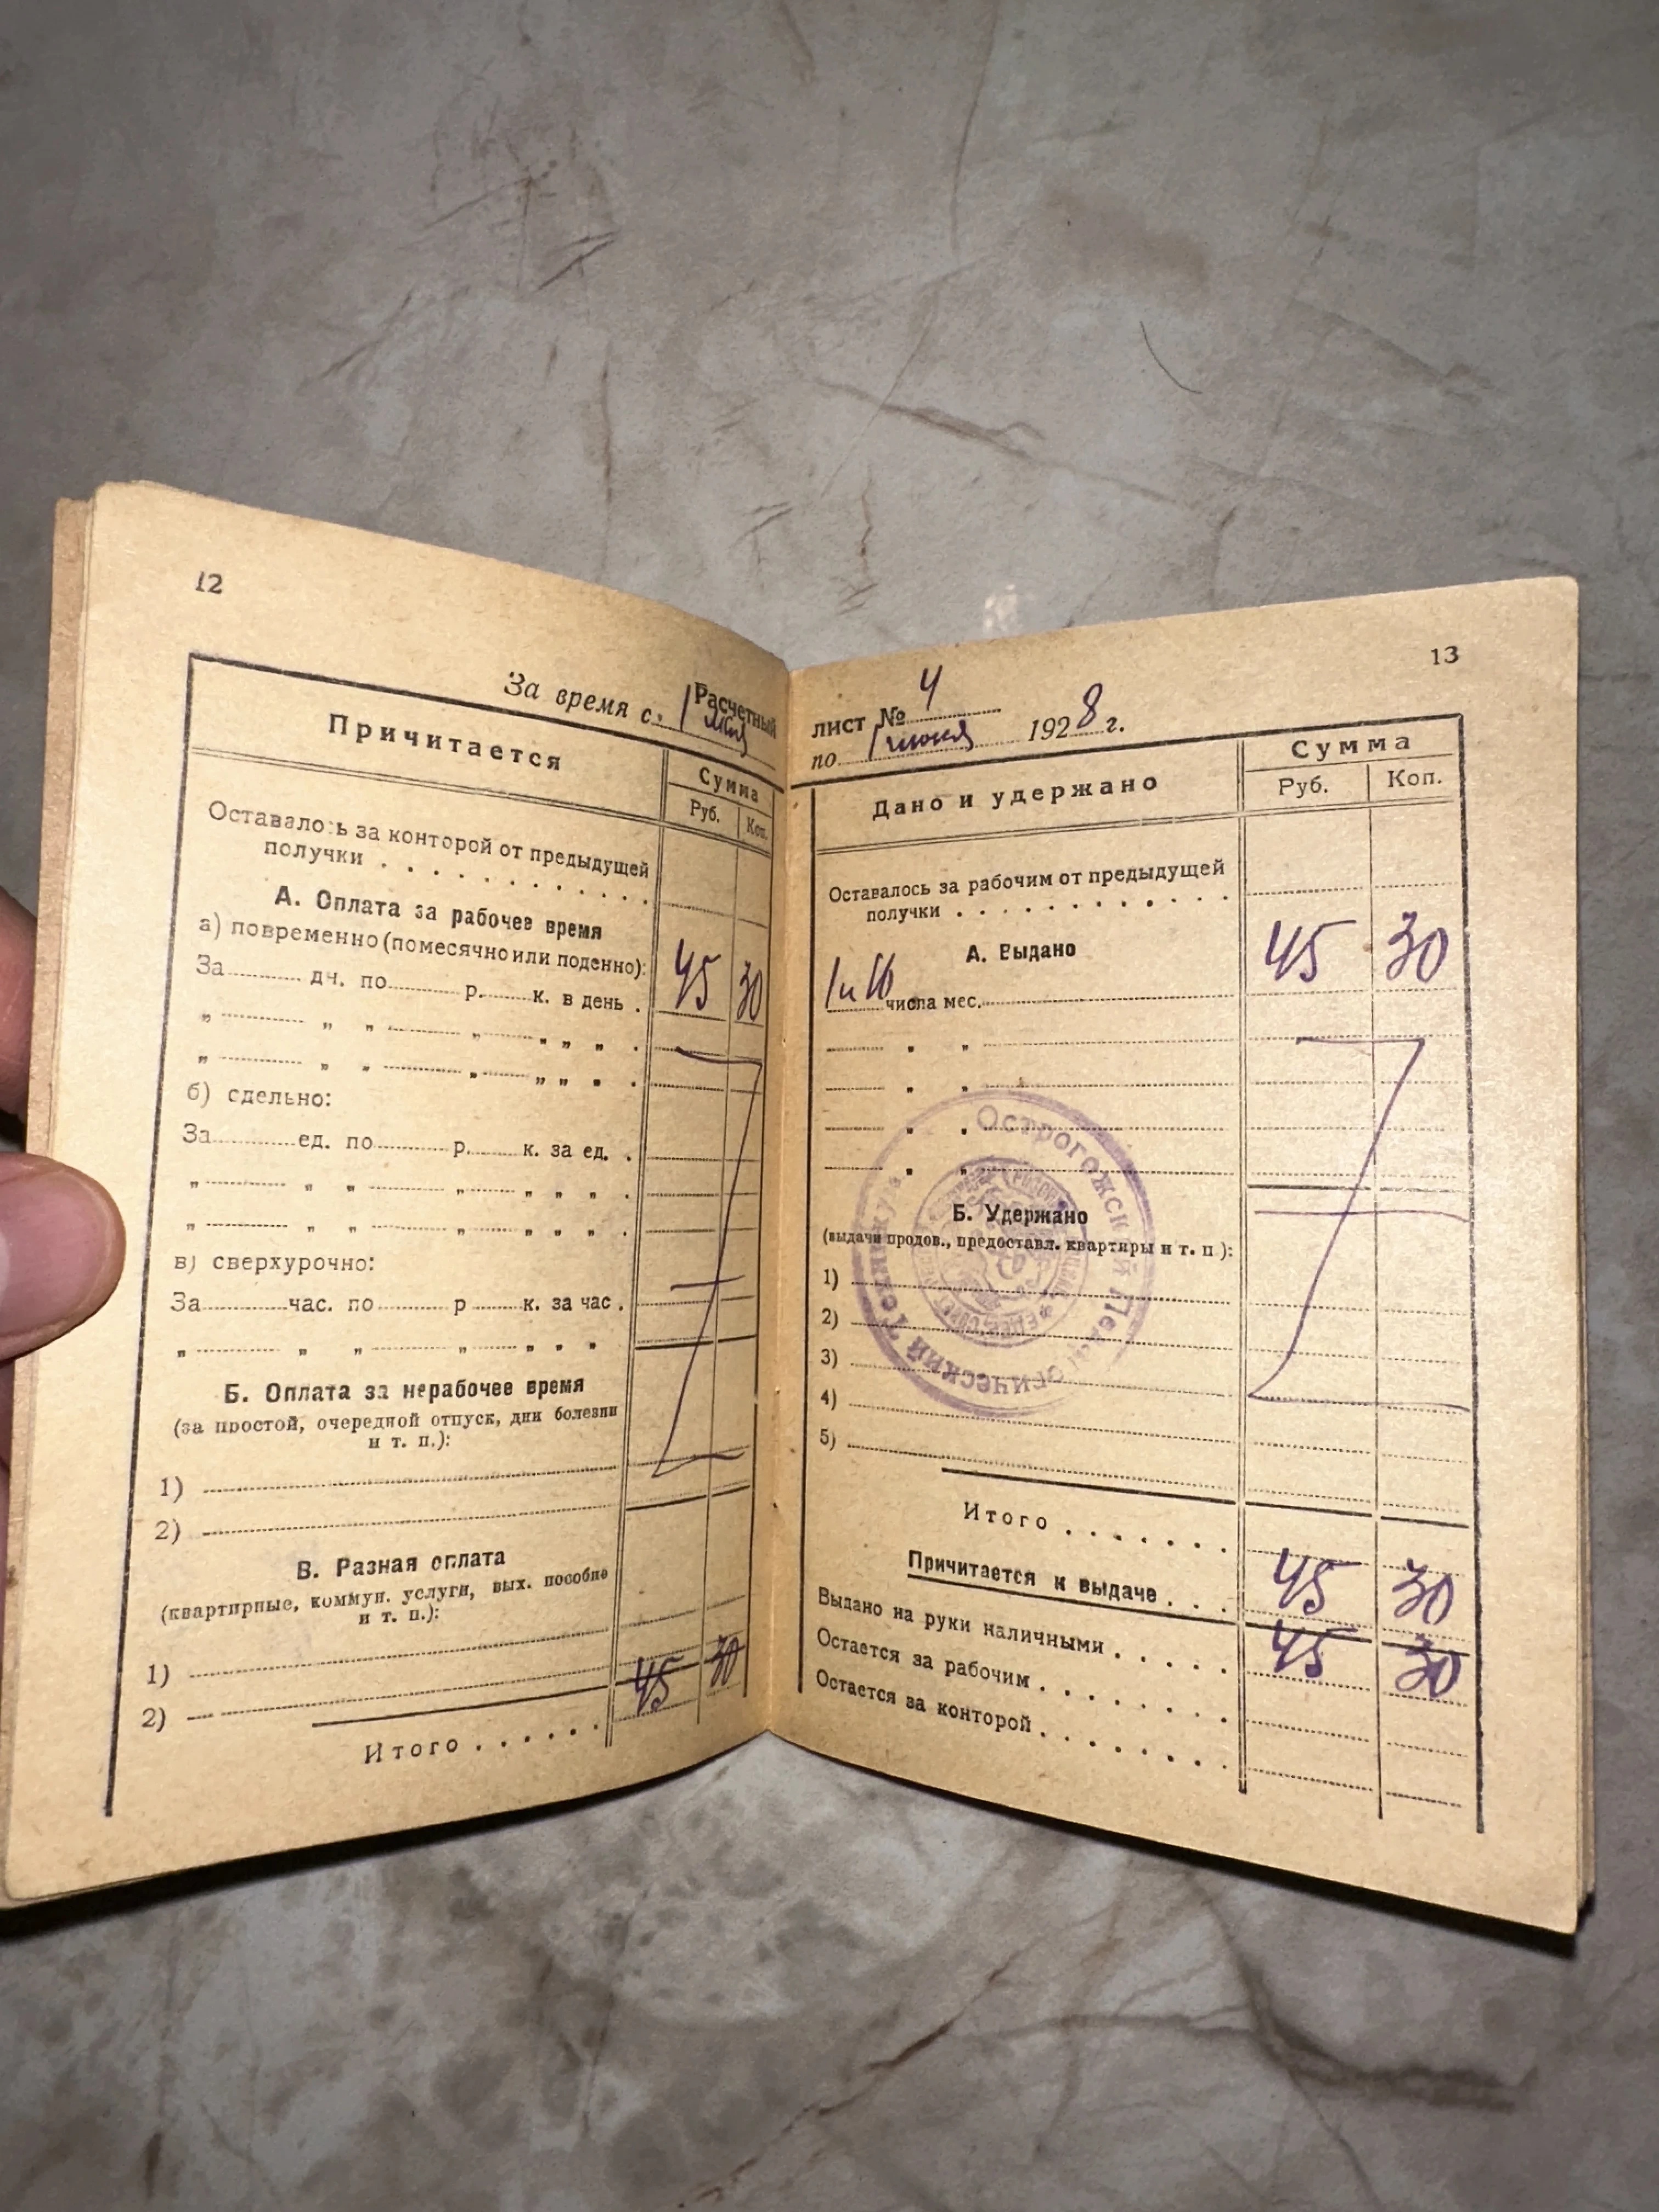 12
Расчетный
За время с. 1 мая
Причитается
Сумма
Руб. Коп.
Оставалось за конторой от предыдущей
получки . . . . . . . . . . .
А. Оплата за рабочее время
а) повременно (помесячно или поденно):
За ........ дч. по ........ р. ...... к. в день . 45 30
„ ........ „ „ ........ „ ...... „ „ „ .
„ ........ „ „ ........ „ ...... „ „ „ .
б) сдельно:
За ........ ед. по ........ р. ...... к. за ед. .
„ ........ „ „ ........ „ ...... „ „ „ .
„ ........ „ „ ........ „ ...... „ „ „ .
в) сверхурочно:
За ........ час. по ........ р ...... к. за час .
„ ........ „ „ ........ „ ...... „ „ „
Б. Оплата за нерабочее время
(за простой, очередной отпуск, дни болезни
и т. п.):
1)
2)
В. Разная оплата
(квартирные, коммун. услуги, вых. пособие
и т. п.):
1)
2)
Итого . . . . . . 45 30
13
лист № 4
по 1 июня 1928 г.
Дано и удержано
Сумма
Руб. Коп.
Оставалось за рабочим от предыдущей
получки . . . . . . . . . . . .
А. Выдано
1 и 16 числа мес. 45 30
„ „
„ „
„ „
„ „
Острогожский Педагогический Техникум
Б. Удержано
(выдачи продов., предоставл. квартиры и т. п.):
1)
2)
3)
4)
5)
Итого . . . . . . .
Причитается к выдаче . . . 45 30
Выдано на руки наличными . . . . . 45 30
Остается за рабочим . . . . . . . .
Остается за конторой . . . . . . . .